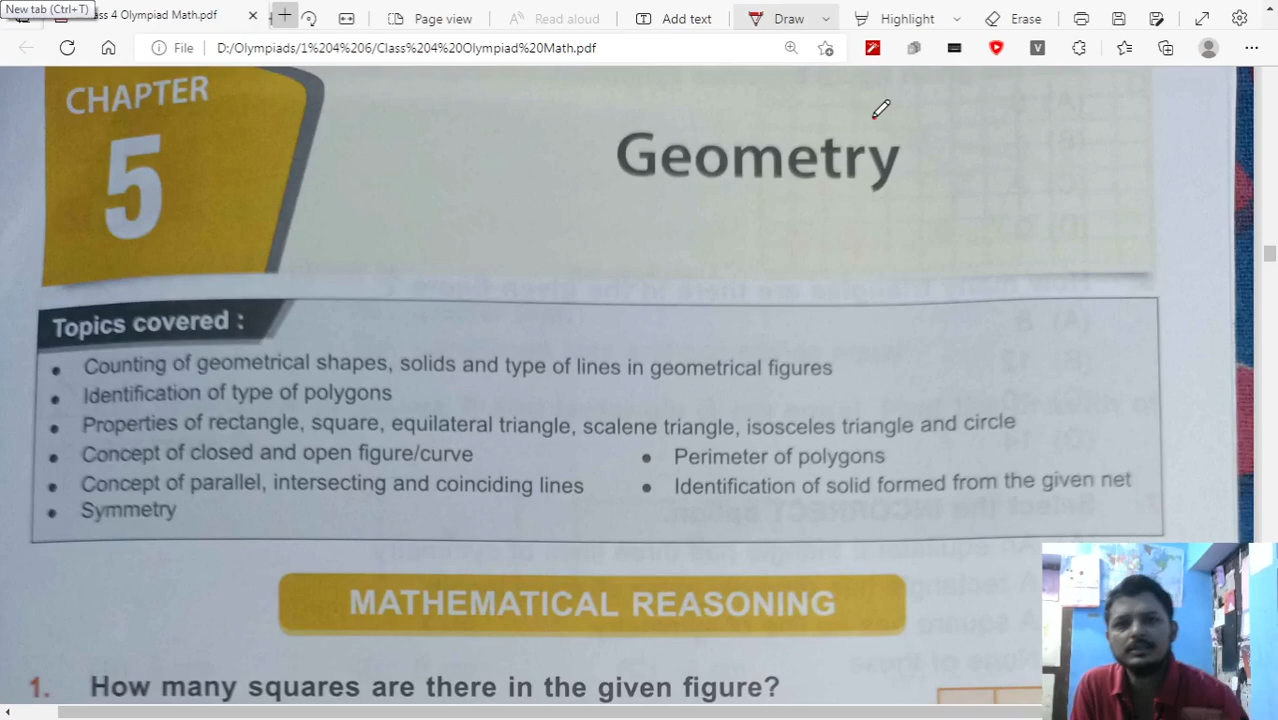 New tab (Ctrl+T)
lass 4 Olympiad Math.pdf
Page view
Read aloud
Add text
Draw
Highlight
Erase
File
D:/Olympiads/1%204%206/Class%204%20Olympiad%20Math.pdf
V
CHAPTER
5
Geometry
Topics covered :
• Counting of geometrical shapes, solids and type of lines in geometrical figures
• Identification of type of polygons
• Properties of rectangle, square, equilateral triangle, scalene triangle, isosceles triangle and circle
• Concept of closed and open figure/curve
• Perimeter of polygons
• Concept of parallel, intersecting and coinciding lines
• Identification of solid formed from the given net
• Symmetry
MATHEMATICAL REASONING
1. How many squares are there in the given figure?